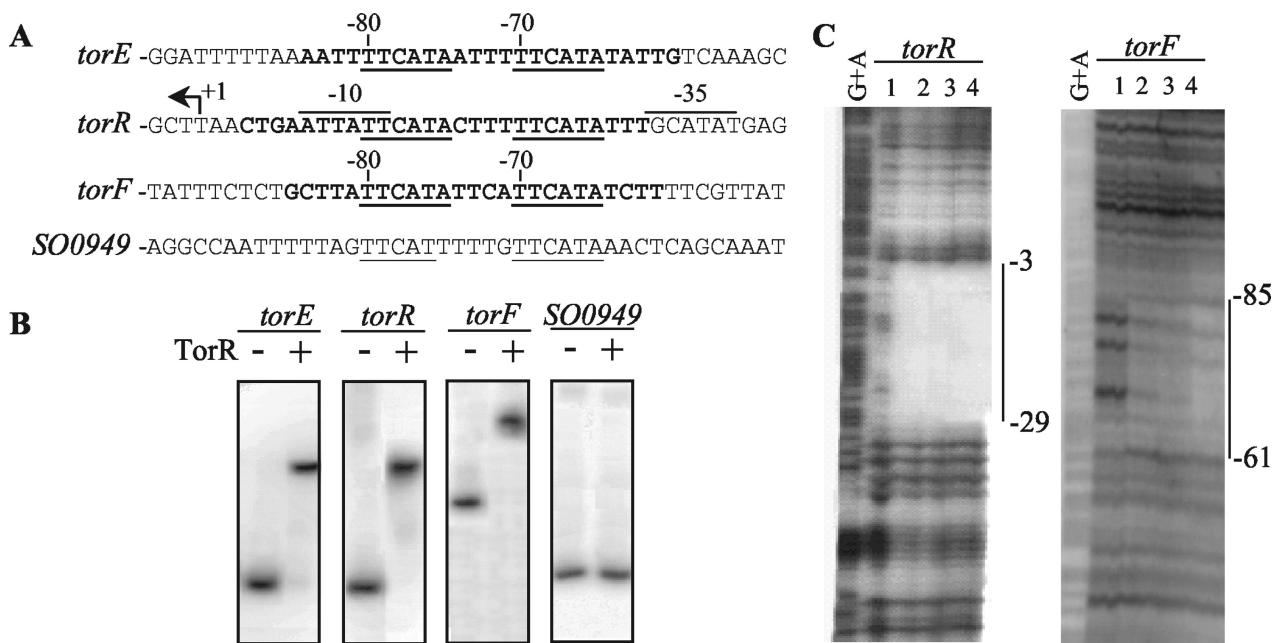 A
-80 -70
torE -GGATTTTTAAAATTTTCATAATTTTTCATATATTGTCAAAGC
+1 -10 -35
torR -GCTTAACTGAATTATTCATACTTTTTCATATTTGCATATGAG
-80 -70
torF -TATTTCTCTGCTTATTCATATTCATTCATATCTTTTCGTTAT
SO0949 -AGGCCAATTTTTAGTTCATTTTTGTTCATAAACTCAGCAAAT
B
torE torR torF SO0949
TorR - + - + - + - +
C
torR torF
G+A 1 2 3 4 G+A 1 2 3 4
-3
-29
-85
-61